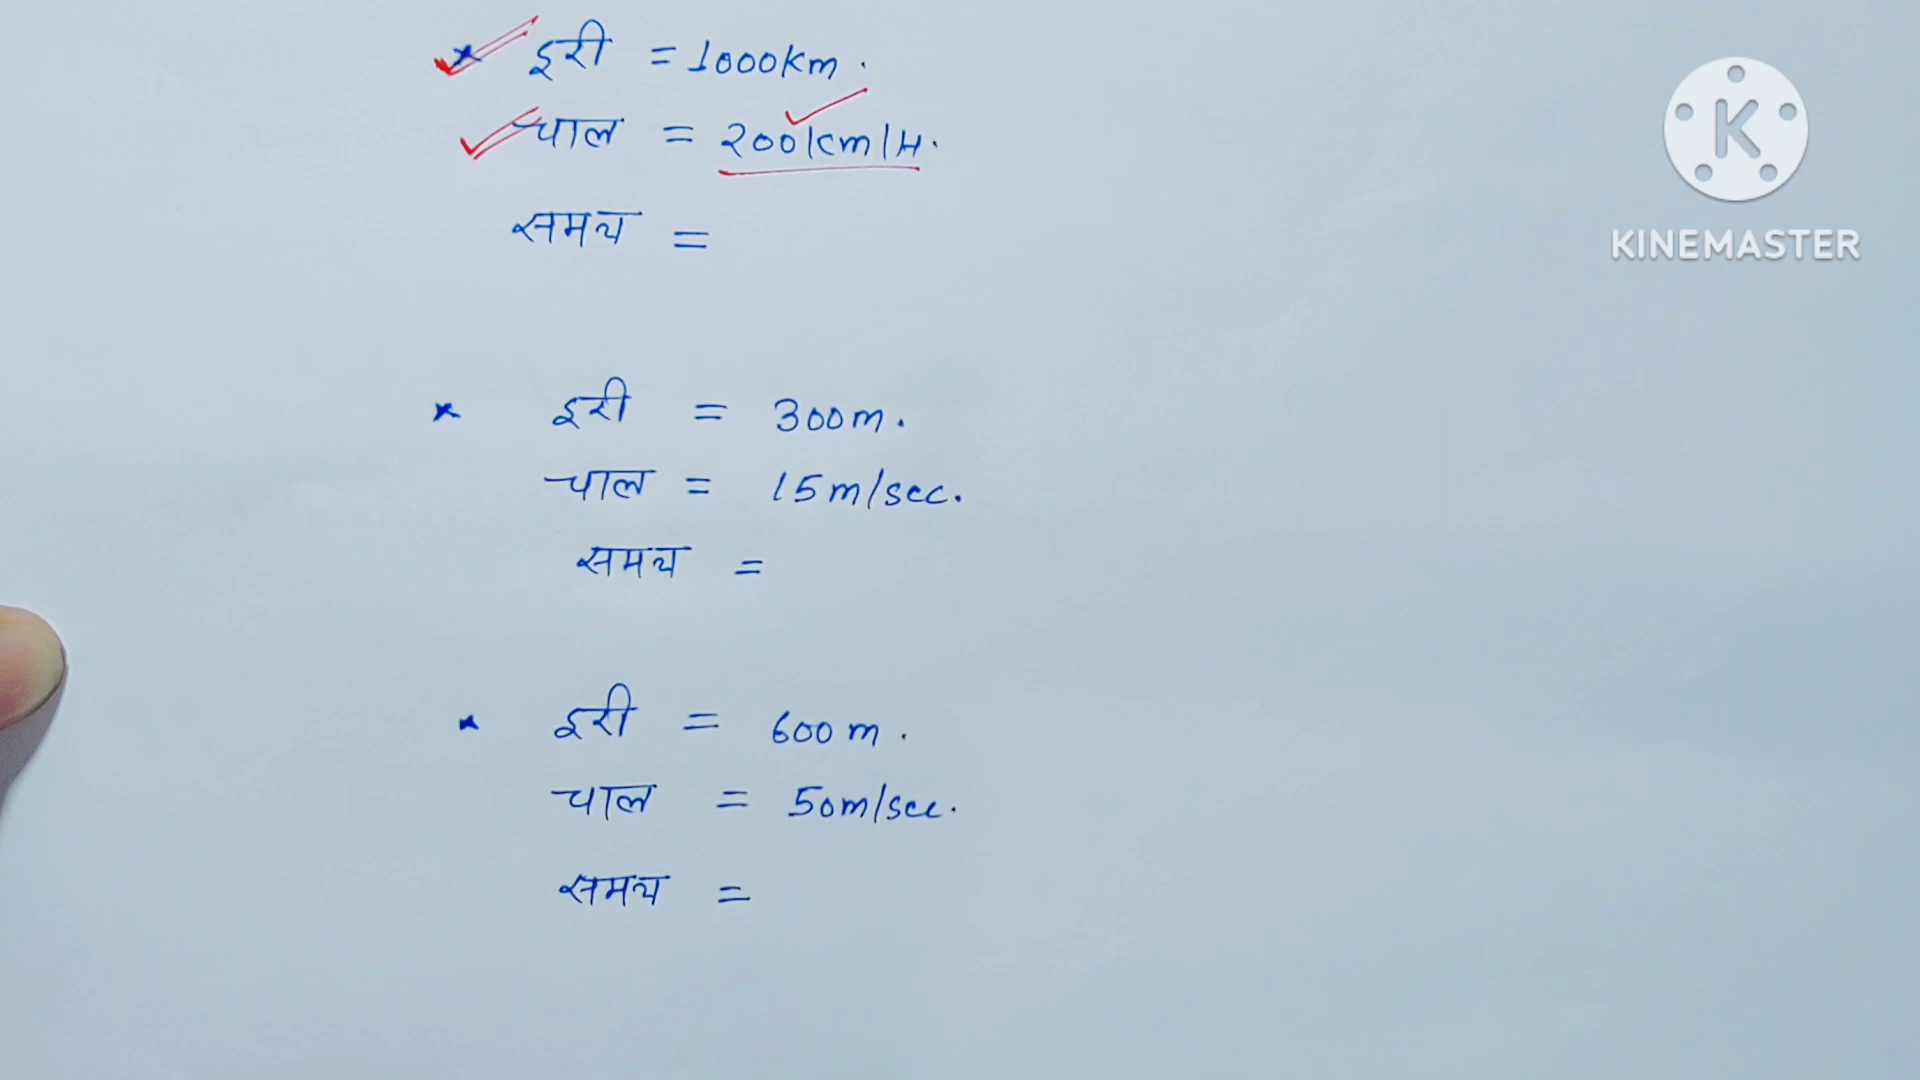 * दूरी = 1000km.
चाल = 200km/H.
समय =
* दूरी = 300m.
चाल = 15m/sec.
समय =
* दूरी = 600m.
चाल = 50m/sec.
समय =
K
KINEMASTER